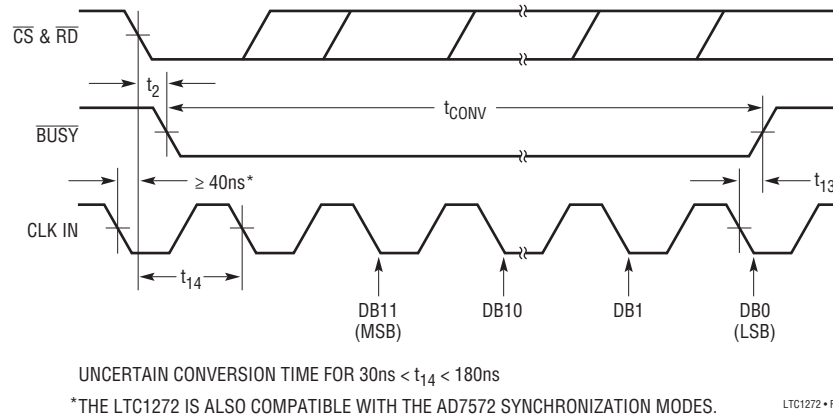 CS & RD
t2
tCONV
BUSY
≥ 40ns*
t13
CLK IN
t14
DB11
(MSB)
DB10
DB1
DB0
(LSB)
UNCERTAIN CONVERSION TIME FOR 30ns < t14 < 180ns
*THE LTC1272 IS ALSO COMPATIBLE WITH THE AD7572 SYNCHRONIZATION MODES.
LTC1272 •